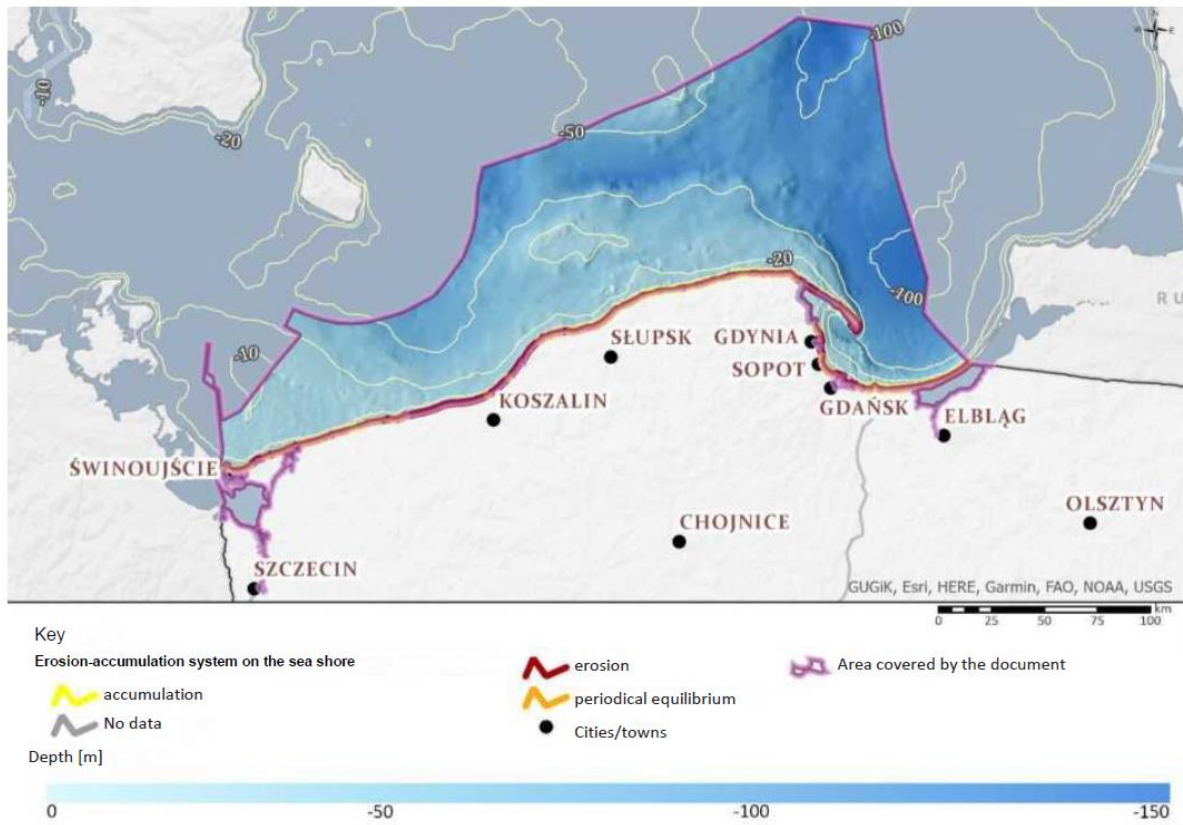 -100
-10
-50
-20
-20
-100
RU
-10
SŁUPSK
GDYNIA
SOPOT
KOSZALIN
GDAŃSK
ELBLĄG
ŚWINOUJŚCIE
OLSZTYN
CHOJNICE
SZCZECIN
GUGiK, Esri, HERE, Garmin, FAO, NOAA, USGS
km
0 25 50 75 100
Key
Erosion-accumulation system on the sea shore
accumulation
No data
erosion
periodical equilibrium
Cities/towns
Area covered by the document
Depth [m]
0 -50 -100 -150